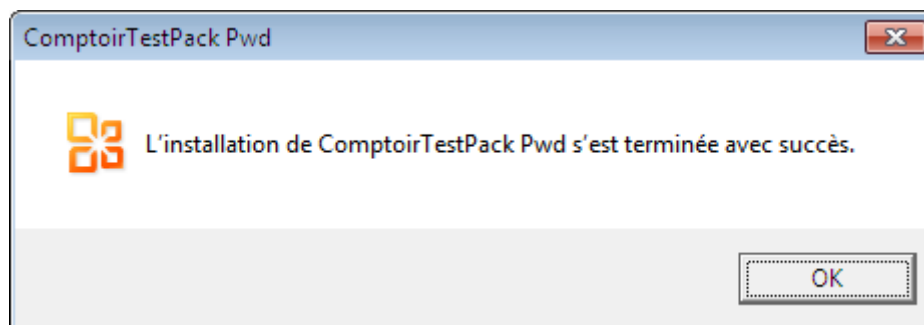 ComptoirTestPack Pwd
L’installation de ComptoirTestPack Pwd s’est terminée avec succès.
OK